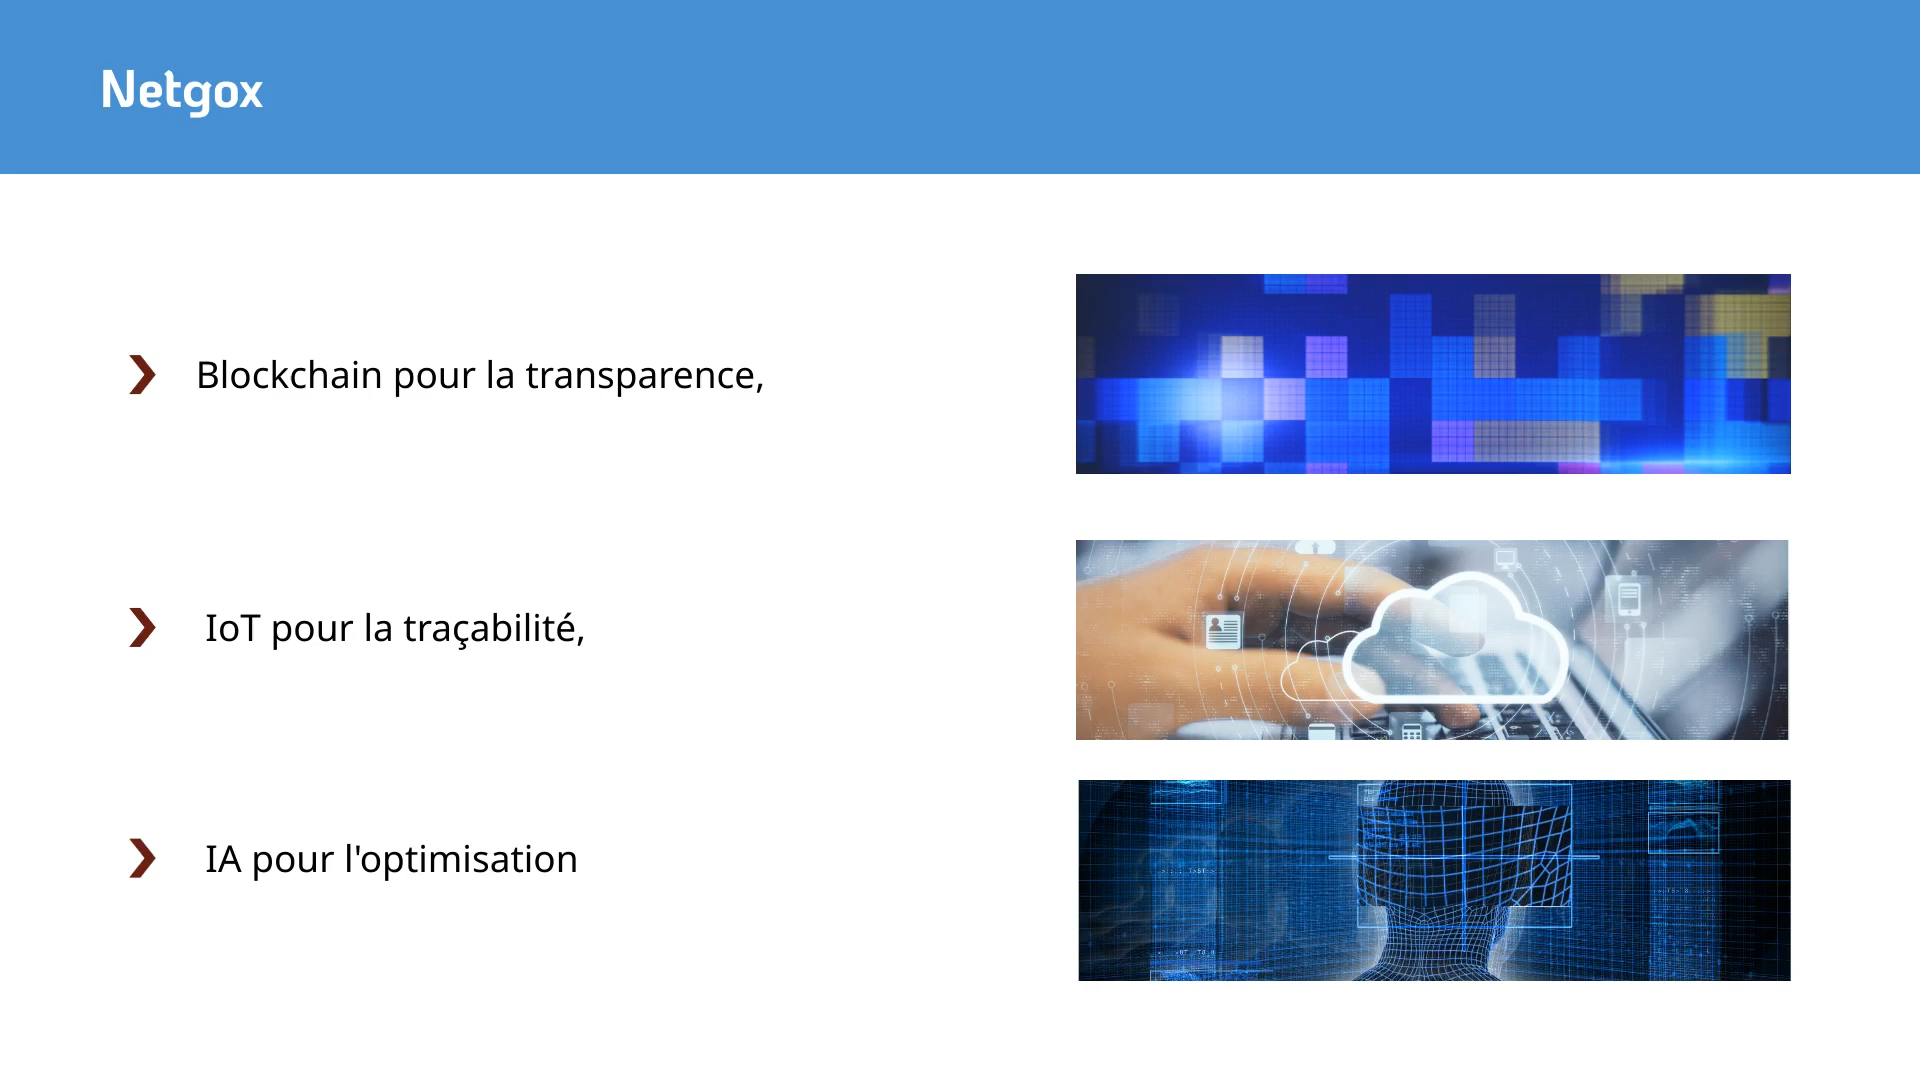 Netgox
Blockchain pour la transparence,
IoT pour la traçabilité,
IA pour l'optimisation